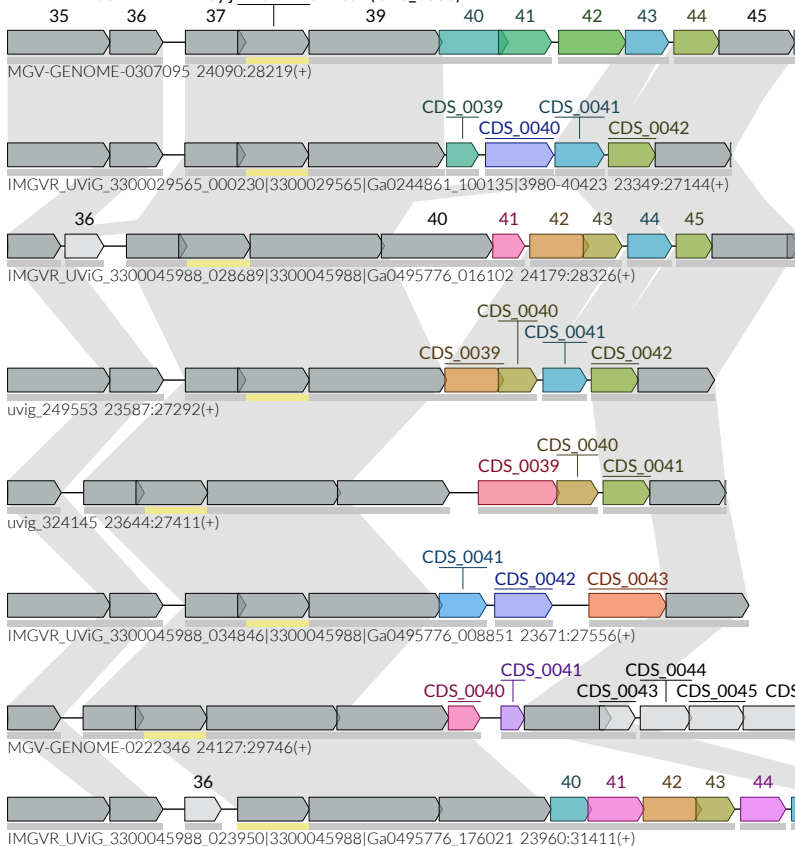 35 36 37 39 40 41 42 43 44 45
MGV-GENOME-0307095 24090:28219(+)
CDS_0039 CDS_0041
CDS_0040 CDS_0042
IMGVR_UViG_3300029565_000230|3300029565|Ga0244861_100135|3980-40423 23349:27144(+)
36 40 41 42 43 44 45
IMGVR_UViG_3300045988_028689|3300045988|Ga0495776_016102 24179:28326(+)
CDS_0040
CDS_0041
CDS_0039 CDS_0042
uvig_249553 23587:27292(+)
CDS_0040
CDS_0039 CDS_0041
uvig_324145 23644:27411(+)
CDS_0041
CDS_0042 CDS_0043
IMGVR_UViG_3300045988_034846|3300045988|Ga0495776_008851 23671:27556(+)
CDS_0041 CDS_0044
CDS_0040 CDS_0043 CDS_0045 CDS
MGV-GENOME-0222346 24127:29746(+)
36 40 41 42 43 44
IMGVR_UViG_3300045988_023950|3300045988|Ga0495776_176021 23960:31411(+)